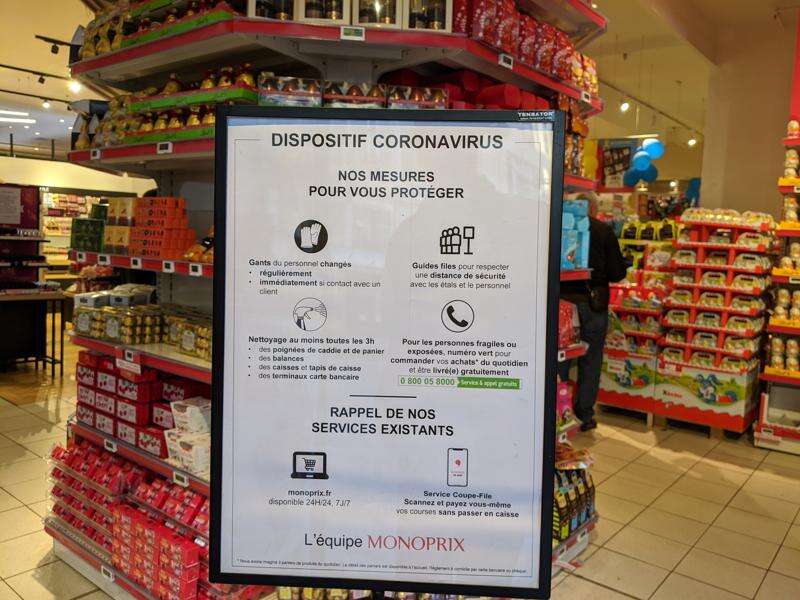 TENSATOR
DISPOSITIF CORONAVIRUS
NOS MESURES
POUR VOUS PROTÉGER
Gants du personnel changés
• régulièrement
• immédiatement si contact avec un
client
Guides files pour respecter
une distance de sécurité
avec les étals et le personnel
Nettoyage au moins toutes les 3h
• des poignées de caddie et de panier
• des balances
• des caisses et tapis de caisse
• des terminaux carte bancaire
Pour les personnes fragiles ou
exposées, numéro vert pour
commander vos achats* du quotidien
et être livré(e) gratuitement
0 800 05 8000 Service & appel gratuits
RAPPEL DE NOS
SERVICES EXISTANTS
monoprix.fr
disponible 24H/24, 7J/7
Service Coupe-File
Scannez et payez vous-même
vos courses sans passer en caisse
L'équipe MONOPRIX
Kinder